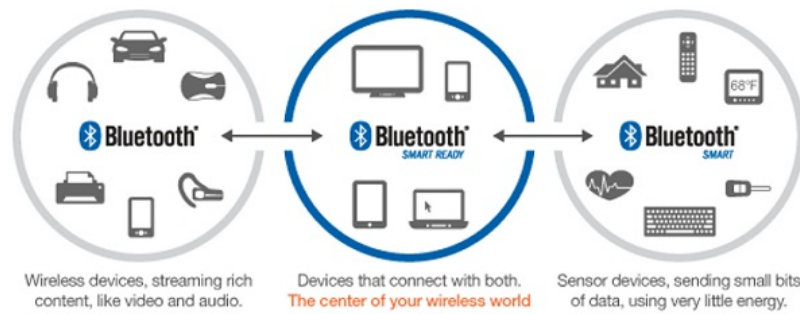 Bluetooth
Bluetooth
SMART READY
68°F
Bluetooth
SMART
Wireless devices, streaming rich
content, like video and audio.
Devices that connect with both.
The center of your wireless world
Sensor devices, sending small bits
of data, using very little energy.